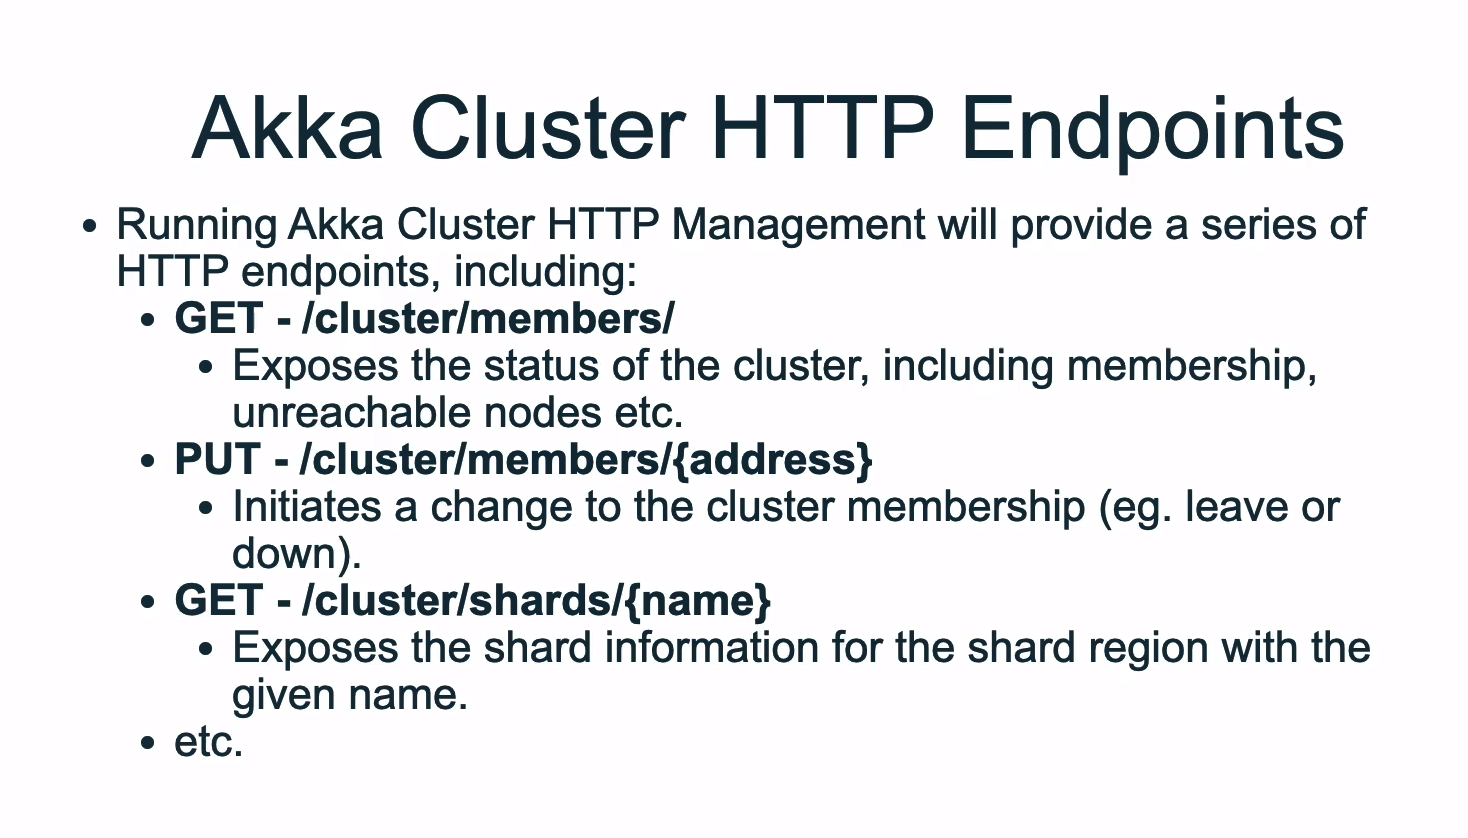 Akka Cluster HTTP Endpoints
• Running Akka Cluster HTTP Management will provide a series of
HTTP endpoints, including:
• GET - /cluster/members/
• Exposes the status of the cluster, including membership,
unreachable nodes etc.
• PUT - /cluster/members/{address}
• Initiates a change to the cluster membership (eg. leave or
down).
• GET - /cluster/shards/{name}
• Exposes the shard information for the shard region with the
given name.
• etc.